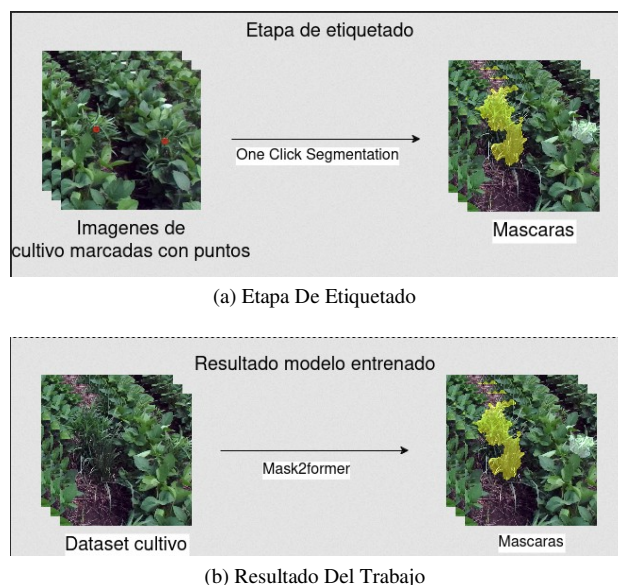 Etapa de etiquetado
One Click Segmentation
Imagenes de
cultivo marcadas con puntos
Mascaras
(a) Etapa De Etiquetado
Resultado modelo entrenado
Mask2former
Dataset cultivo
Mascaras
(b) Resultado Del Trabajo